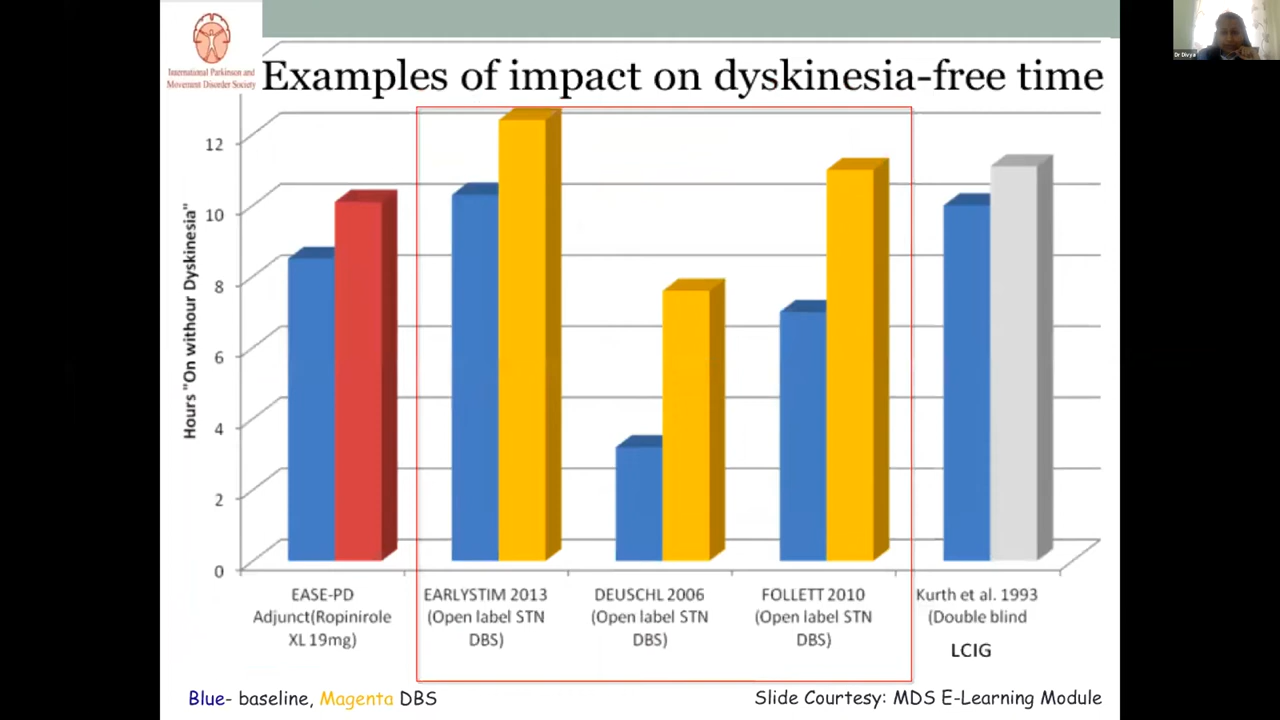 International Parkinson and
Movement Disorder Society
Examples of impact on dyskinesia-free time
Dr Divya
Hours "On withour Dyskinesia"
12
10
8
6
4
2
0
EASE-PD
Adjunct(Ropinirole
XL 19mg)
EARLYSTIM 2013
(Open label STN
DBS)
DEUSCHL 2006
(Open label STN
DBS)
FOLLETT 2010
(Open label STN
DBS)
Kurth et al. 1993
(Double blind
LCIG
Blue- baseline, Magenta DBS
Slide Courtesy: MDS E-Learning Module